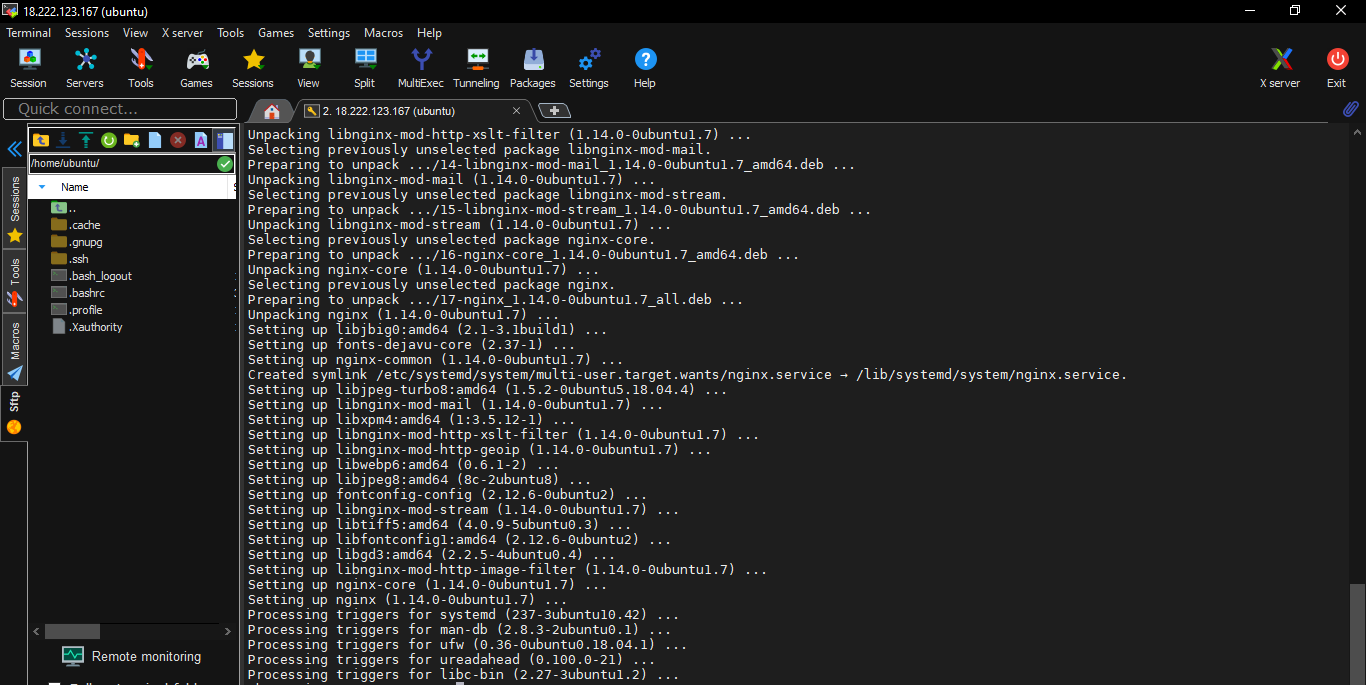 18.222.123.167 (ubuntu)
Terminal Sessions View X server Tools Games Settings Macros Help
Session Servers Tools Games Sessions View Split MultiExec Tunneling Packages Settings Help X server Exit
Quick connect...
2. 18.222.123.167 (ubuntu)
/home/ubuntu/
Name
..
.cache
.gnupg
.ssh
.bash_logout
.bashrc
.profile
.Xauthority
Sessions
Tools
Macros
Sftp
Remote monitoring
Unpacking libnginx-mod-http-xslt-filter (1.14.0-0ubuntu1.7) ...
Selecting previously unselected package libnginx-mod-mail.
Preparing to unpack .../14-libnginx-mod-mail_1.14.0-0ubuntu1.7_amd64.deb ...
Unpacking libnginx-mod-mail (1.14.0-0ubuntu1.7) ...
Selecting previously unselected package libnginx-mod-stream.
Preparing to unpack .../15-libnginx-mod-stream_1.14.0-0ubuntu1.7_amd64.deb ...
Unpacking libnginx-mod-stream (1.14.0-0ubuntu1.7) ...
Selecting previously unselected package nginx-core.
Preparing to unpack .../16-nginx-core_1.14.0-0ubuntu1.7_amd64.deb ...
Unpacking nginx-core (1.14.0-0ubuntu1.7) ...
Selecting previously unselected package nginx.
Preparing to unpack .../17-nginx_1.14.0-0ubuntu1.7_all.deb ...
Unpacking nginx (1.14.0-0ubuntu1.7) ...
Setting up libjbig0:amd64 (2.1-3.1build1) ...
Setting up fonts-dejavu-core (2.37-1) ...
Setting up nginx-common (1.14.0-0ubuntu1.7) ...
Created symlink /etc/systemd/system/multi-user.target.wants/nginx.service → /lib/systemd/system/nginx.service.
Setting up libjpeg-turbo8:amd64 (1.5.2-0ubuntu5.18.04.4) ...
Setting up libnginx-mod-mail (1.14.0-0ubuntu1.7) ...
Setting up libxpm4:amd64 (1:3.5.12-1) ...
Setting up libnginx-mod-http-xslt-filter (1.14.0-0ubuntu1.7) ...
Setting up libnginx-mod-http-geoip (1.14.0-0ubuntu1.7) ...
Setting up libwebp6:amd64 (0.6.1-2) ...
Setting up libjpeg8:amd64 (8c-2ubuntu8) ...
Setting up fontconfig-config (2.12.6-0ubuntu2) ...
Setting up libnginx-mod-stream (1.14.0-0ubuntu1.7) ...
Setting up libtiff5:amd64 (4.0.9-5ubuntu0.3) ...
Setting up libfontconfig1:amd64 (2.12.6-0ubuntu2) ...
Setting up libgd3:amd64 (2.2.5-4ubuntu0.4) ...
Setting up libnginx-mod-http-image-filter (1.14.0-0ubuntu1.7) ...
Setting up nginx-core (1.14.0-0ubuntu1.7) ...
Setting up nginx (1.14.0-0ubuntu1.7) ...
Processing triggers for systemd (237-3ubuntu10.42) ...
Processing triggers for man-db (2.8.3-2ubuntu0.1) ...
Processing triggers for ufw (0.36-0ubuntu0.18.04.1) ...
Processing triggers for ureadahead (0.100.0-21) ...
Processing triggers for libc-bin (2.27-3ubuntu1.2) ...